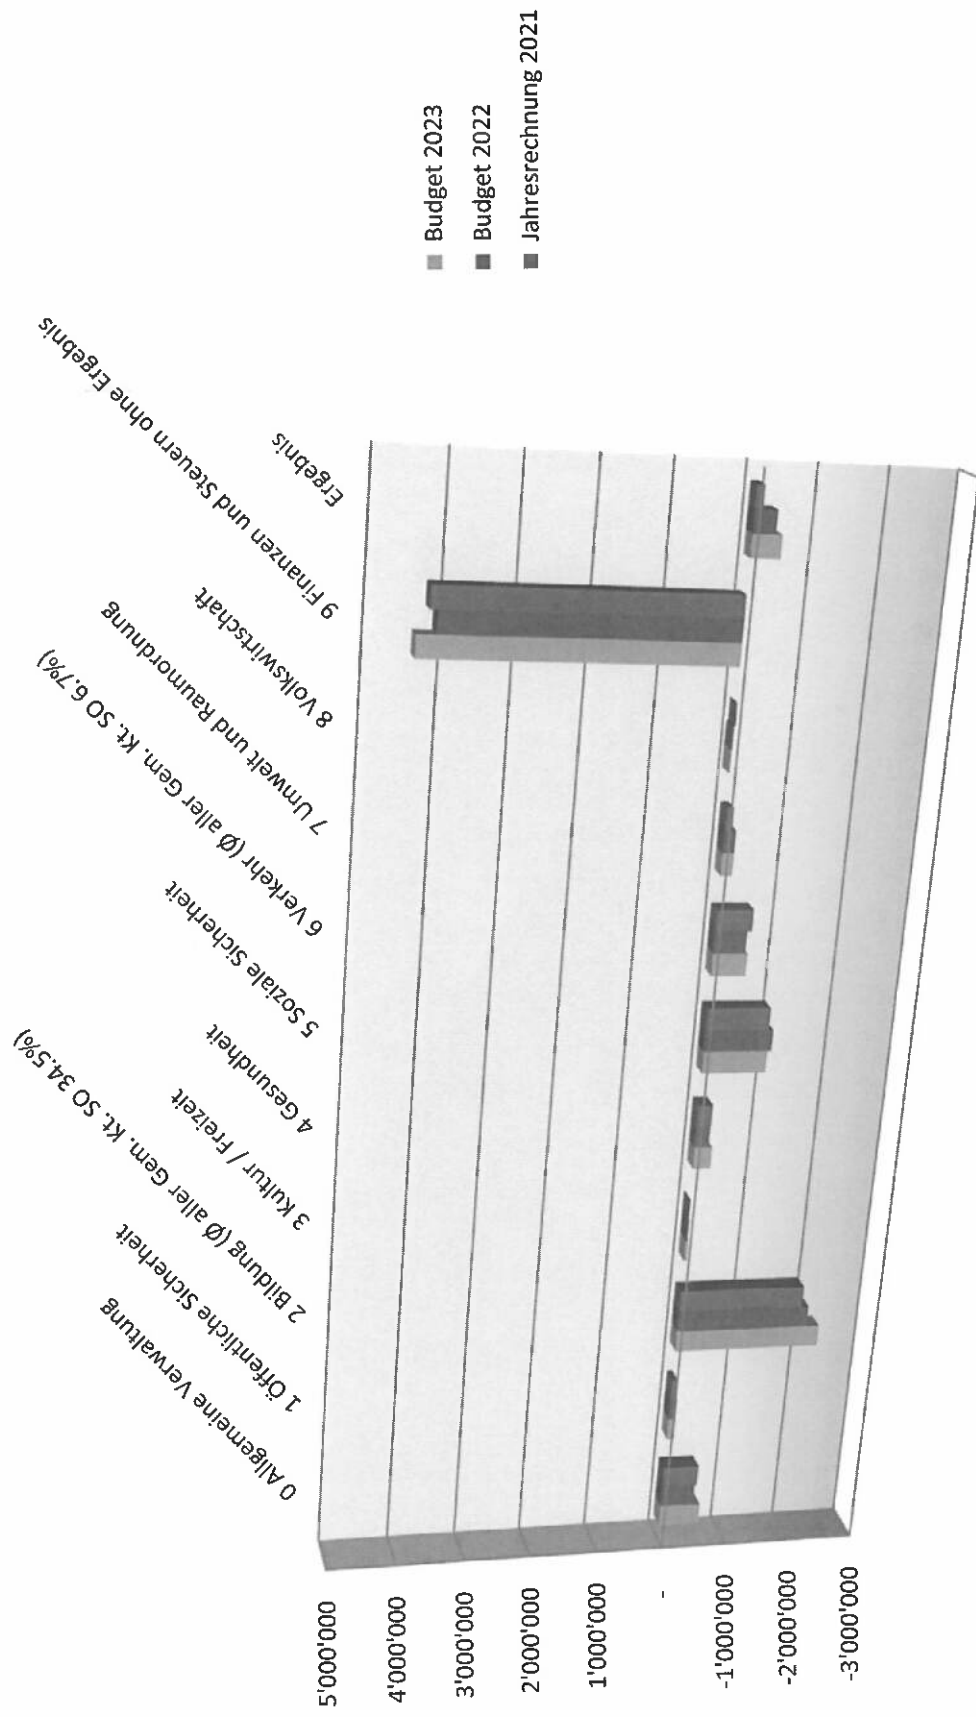 0 Allgemeine Verwaltung
1 Öffentliche Sicherheit
2 Bildung (Ø aller Gem. Kt. SO 34.5%)
3 Kultur / Freizeit
4 Gesundheit
5 Soziale Sicherheit
6 Verkehr (Ø aller Gem. Kt. SO 6.7%)
7 Umwelt und Raumordnung
8 Volkswirtschaft
9 Finanzen und Steuern ohne Ergebnis
Ergebnis
5'000'000
4'000'000
3'000'000
2'000'000
1'000'000
-
-1'000'000
-2'000'000
-3'000'000
Budget 2023
Budget 2022
Jahresrechnung 2021